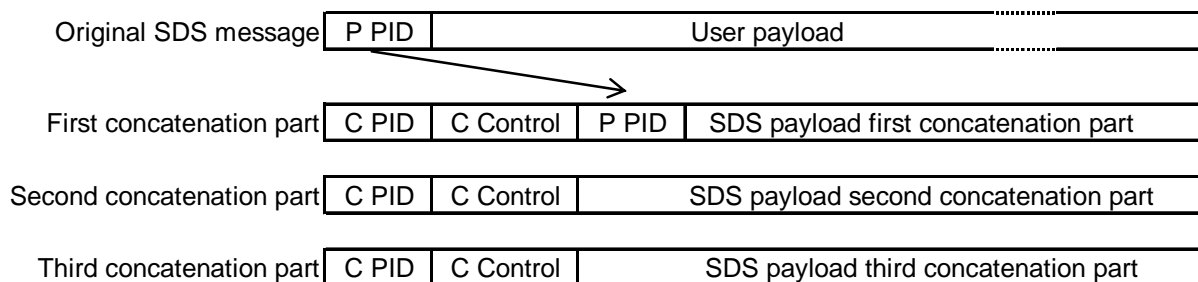 Original SDS message P PID User payload
First concatenation part C PID C Control P PID SDS payload first concatenation part
Second concatenation part C PID C Control SDS payload second concatenation part
Third concatenation part C PID C Control SDS payload third concatenation part